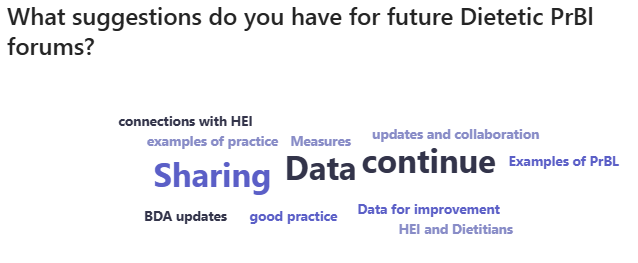 What suggestions do you have for future Dietetic PrBl
forums?
connections with HEI
examples of practice Measures updates and collaboration
Sharing Data continue Examples of PrBL
BDA updates good practice Data for improvement
HEI and Dietitians